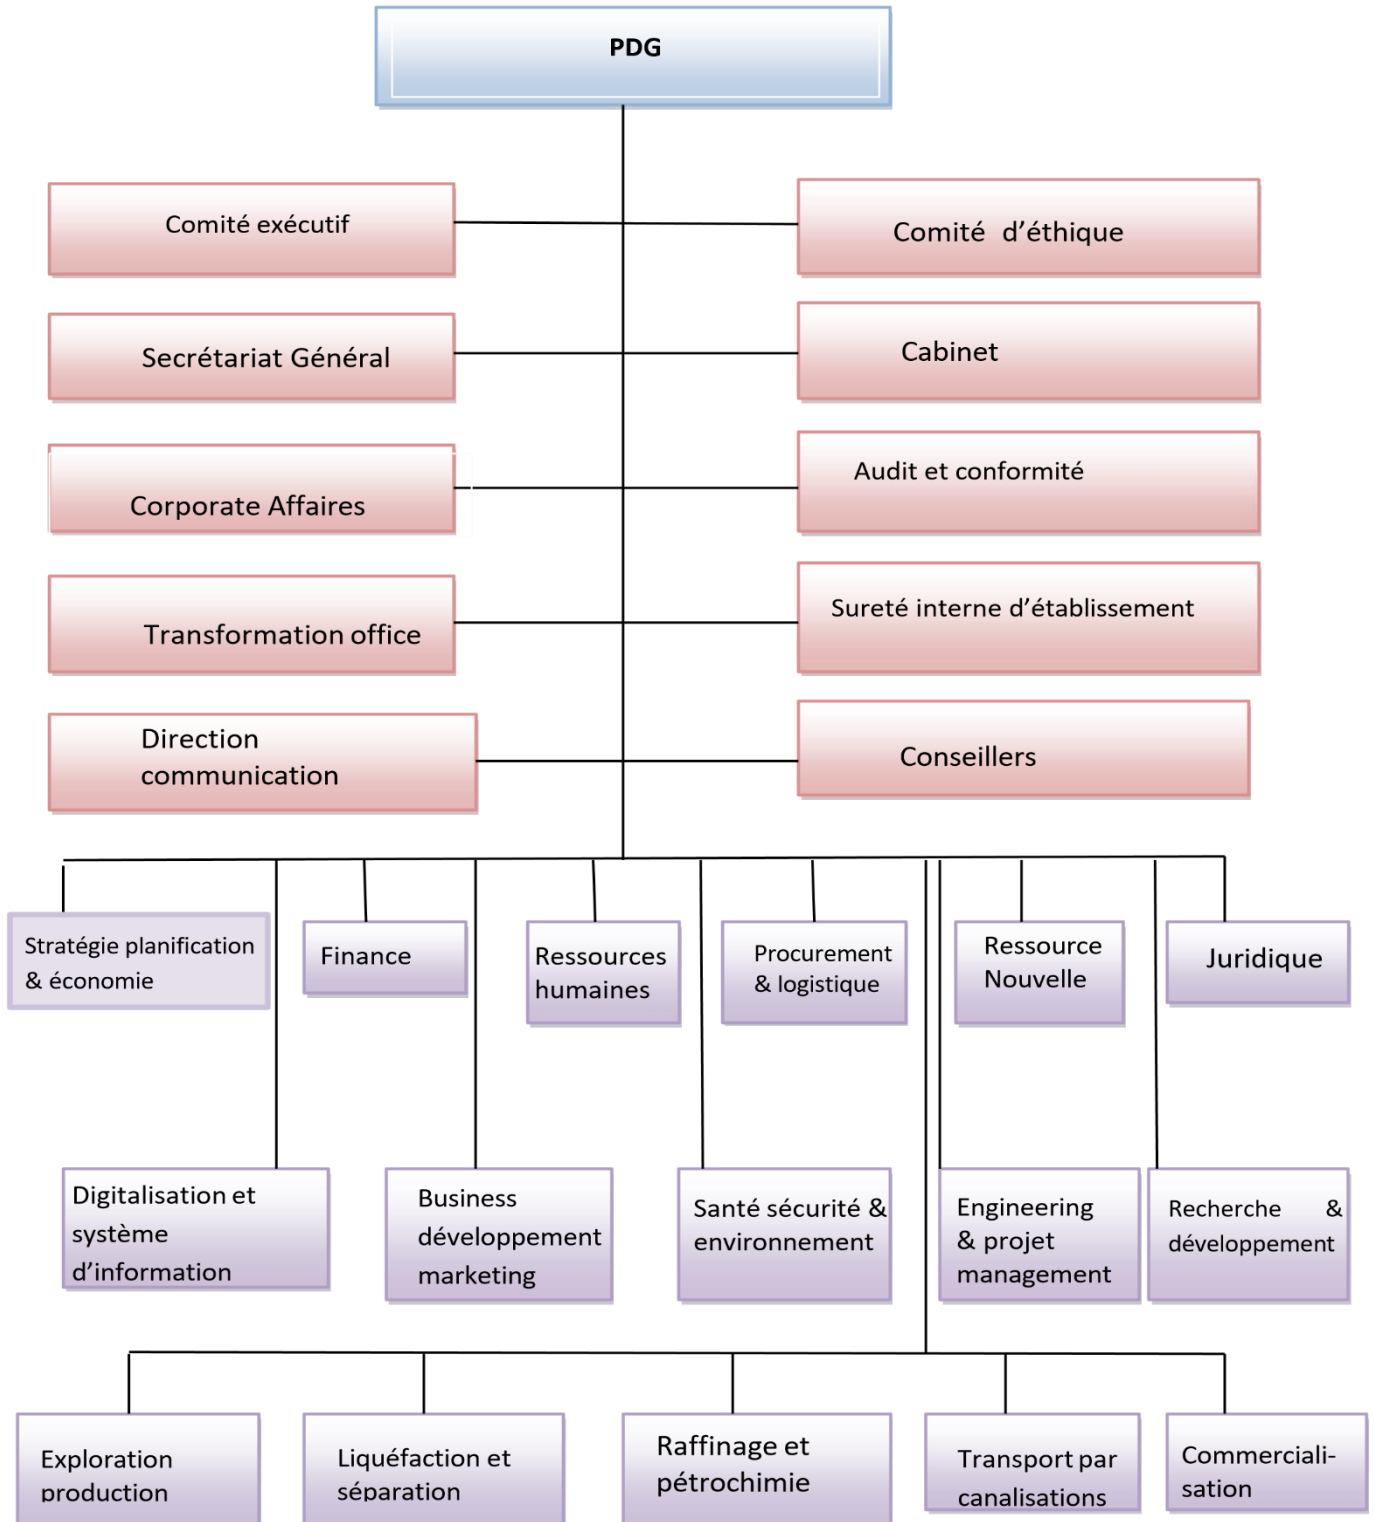 PDG
Comité exécutif
Comité d’éthique
Secrétariat Général
Cabinet
Corporate Affaires
Audit et conformité
Transformation office
Sureté interne d’établissement
Direction
communication
Conseillers
Stratégie planification
& économie
Finance
Ressources
humaines
Procurement
& logistique
Ressource
Nouvelle
Juridique
Digitalisation et
système
d’information
Business
développement
marketing
Santé sécurité &
environnement
Engineering
& projet
management
Recherche &
développement
Exploration
production
Liquéfaction et
séparation
Raffinage et
pétrochimie
Transport par
canalisations
Commerciali-
sation